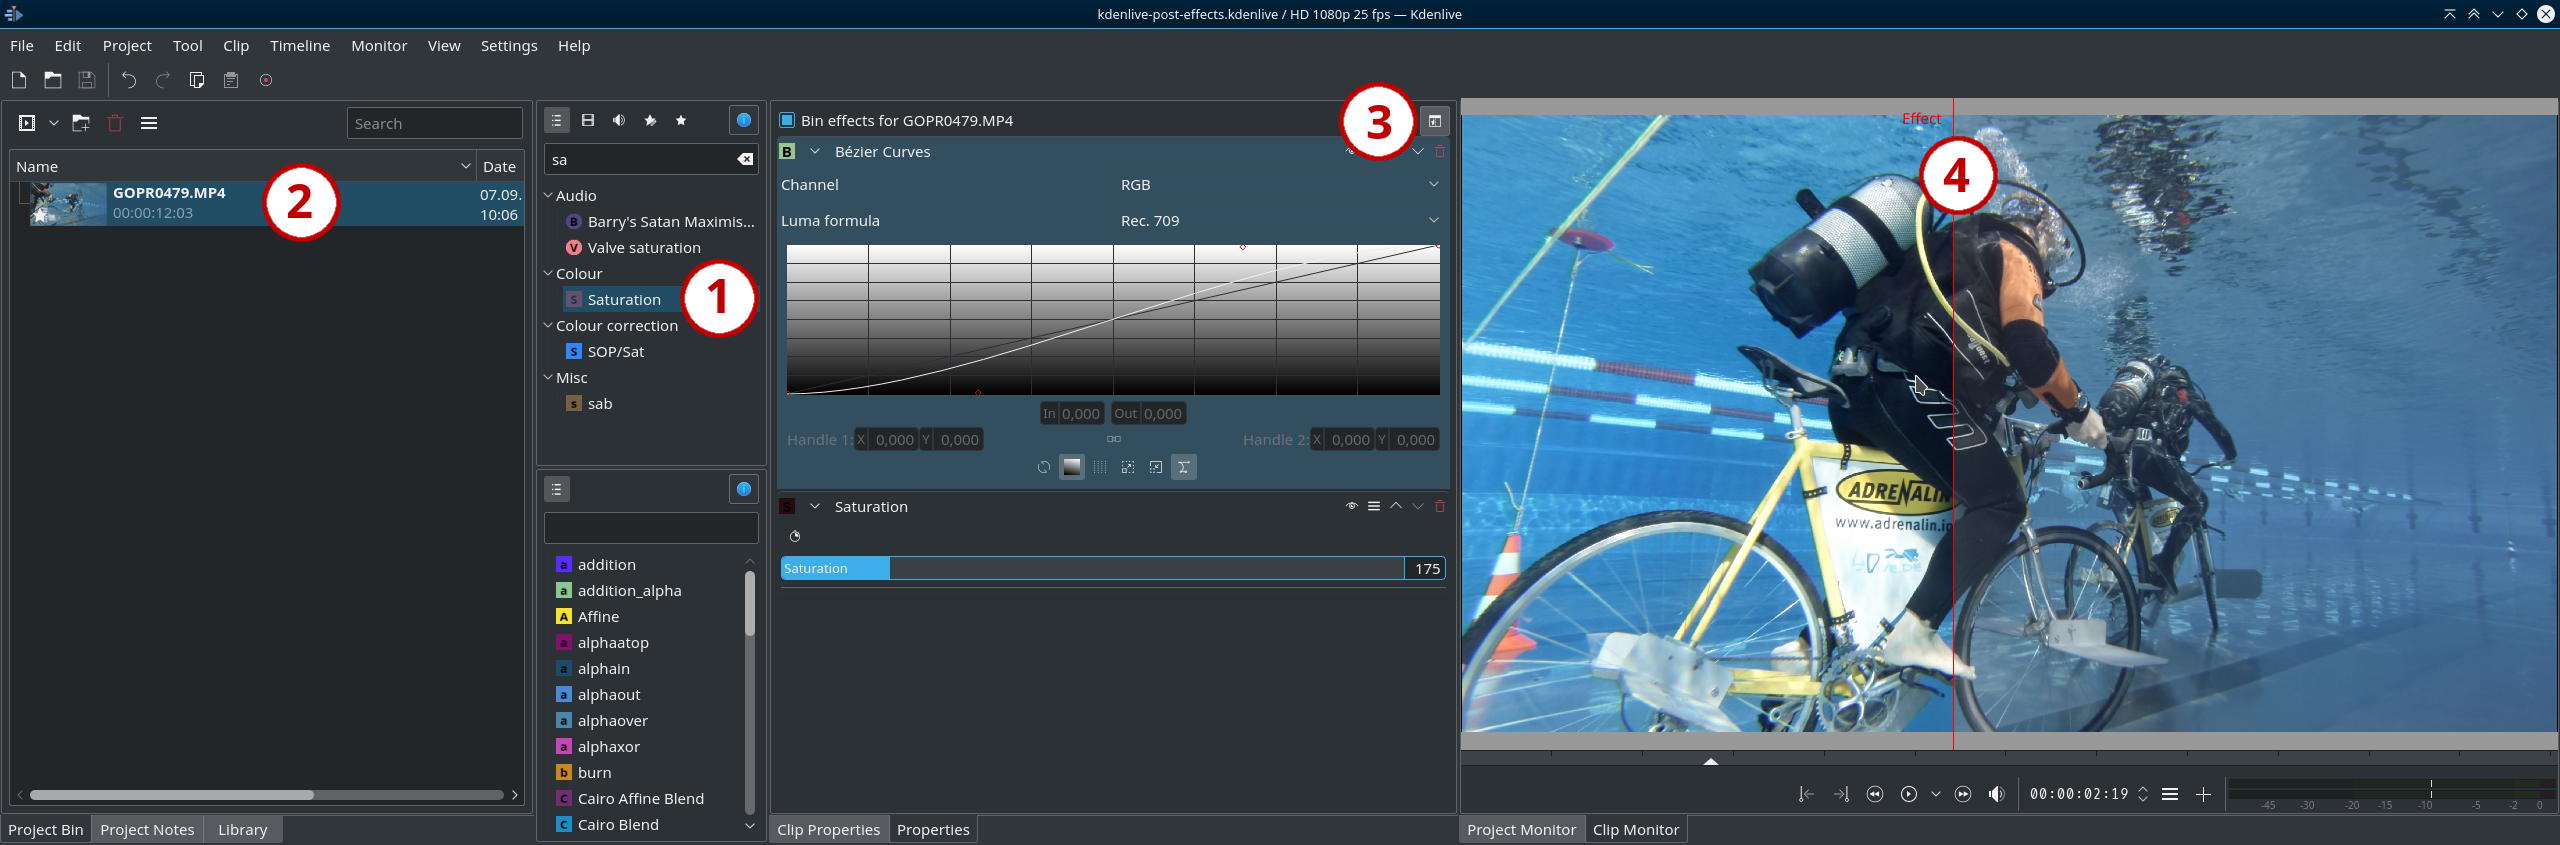 kdenlive-post-effects.kdenlive / HD 1080p 25 fps — Kdenlive
File Edit Project Tool Clip Timeline Monitor View Settings Help
Search
Name Date
GOPR0479.MP4 07.09.
00:00:12:03 10:06
2
sa
Audio
B Barry's Satan Maximis...
V Valve saturation
Colour
S Saturation
1
Colour correction
S SOP/Sat
Misc
s sab
a addition
a addition_alpha
A Affine
a alphaatop
a alphain
a alphaout
a alphaover
a alphaxor
b burn
C Cairo Affine Blend
C Cairo Blend
Bin effects for GOPR0479.MP4
3
B Bézier Curves
Channel RGB
Luma formula Rec. 709
In 0,000 Out 0,000
Handle 1: X 0,000 Y 0,000 Handle 2: X 0,000 Y 0,000
S Saturation
Saturation 175
Effect
4
ADRENALIN
www.adrenalin.ip
00:00:02:19
-45 -30 -20 -15 -10 -5 -2 0
Project Bin Project Notes Library
Clip Properties Properties
Project Monitor Clip Monitor